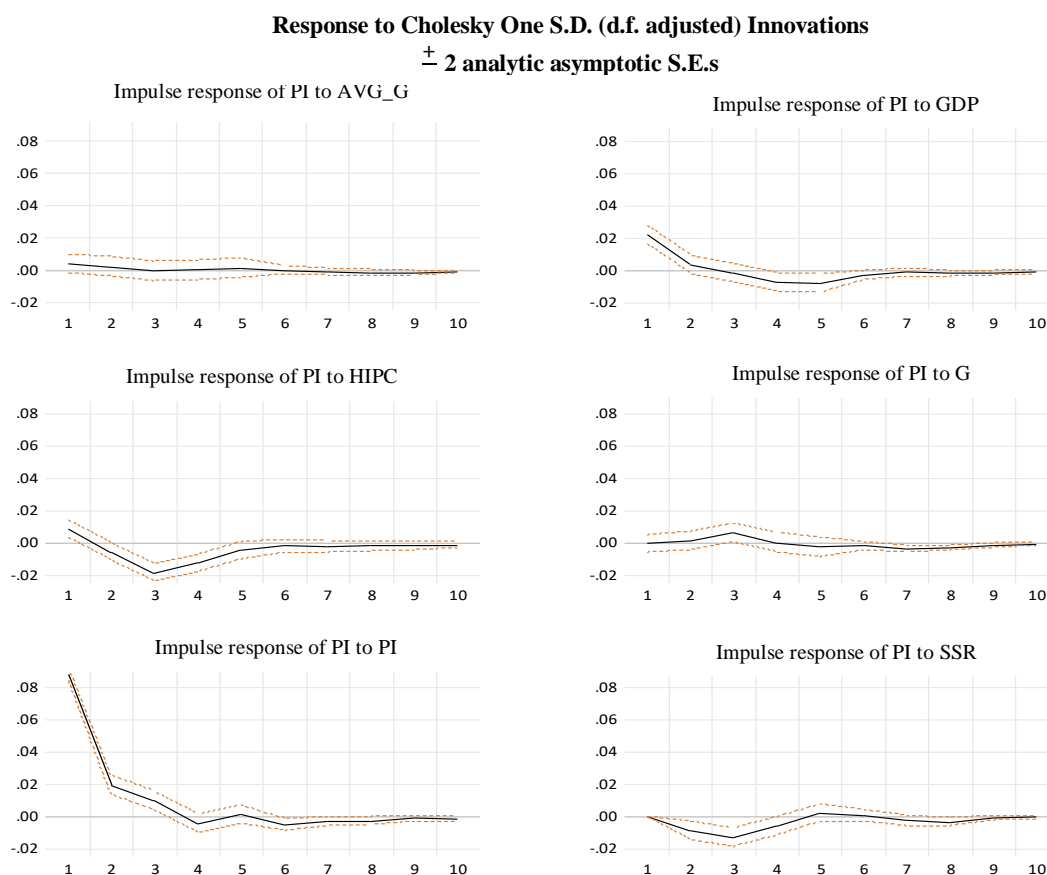 Response to Cholesky One S.D. (d.f. adjusted) Innovations
± 2 analytic asymptotic S.E.s
Impulse response of PI to AVG_G
.08
.06
.04
.02
.00
-.02
1 2 3 4 5 6 7 8 9 10
Impulse response of PI to GDP
.08
.06
.04
.02
.00
-.02
1 2 3 4 5 6 7 8 9 10
Impulse response of PI to HIPC
.08
.06
.04
.02
.00
-.02
1 2 3 4 5 6 7 8 9 10
Impulse response of PI to G
.08
.06
.04
.02
.00
-.02
1 2 3 4 5 6 7 8 9 10
Impulse response of PI to PI
.08
.06
.04
.02
.00
-.02
1 2 3 4 5 6 7 8 9 10
Impulse response of PI to SSR
.08
.06
.04
.02
.00
-.02
1 2 3 4 5 6 7 8 9 10